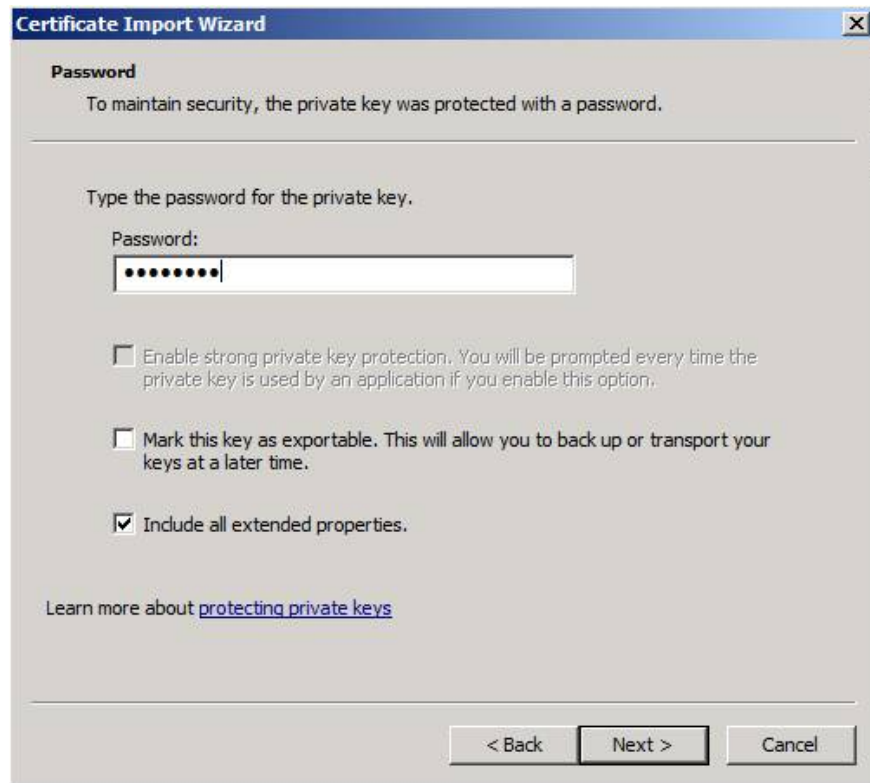 Certificate Import Wizard
Password
To maintain security, the private key was protected with a password.
Type the password for the private key.
Password:
••••••••
Enable strong private key protection. You will be prompted every time the
private key is used by an application if you enable this option.
Mark this key as exportable. This will allow you to back up or transport your
keys at a later time.
Include all extended properties.
Learn more about protecting private keys
< Back Next > Cancel